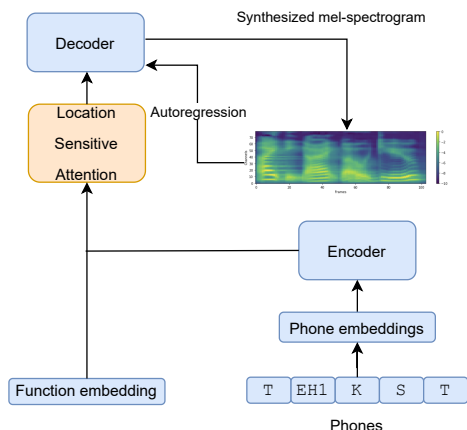 Synthesized mel-spectrogram
Decoder
Autoregression
Location
Sensitive
Attention
Encoder
Phone embeddings
Function embedding
T EH1 K S T
Phones